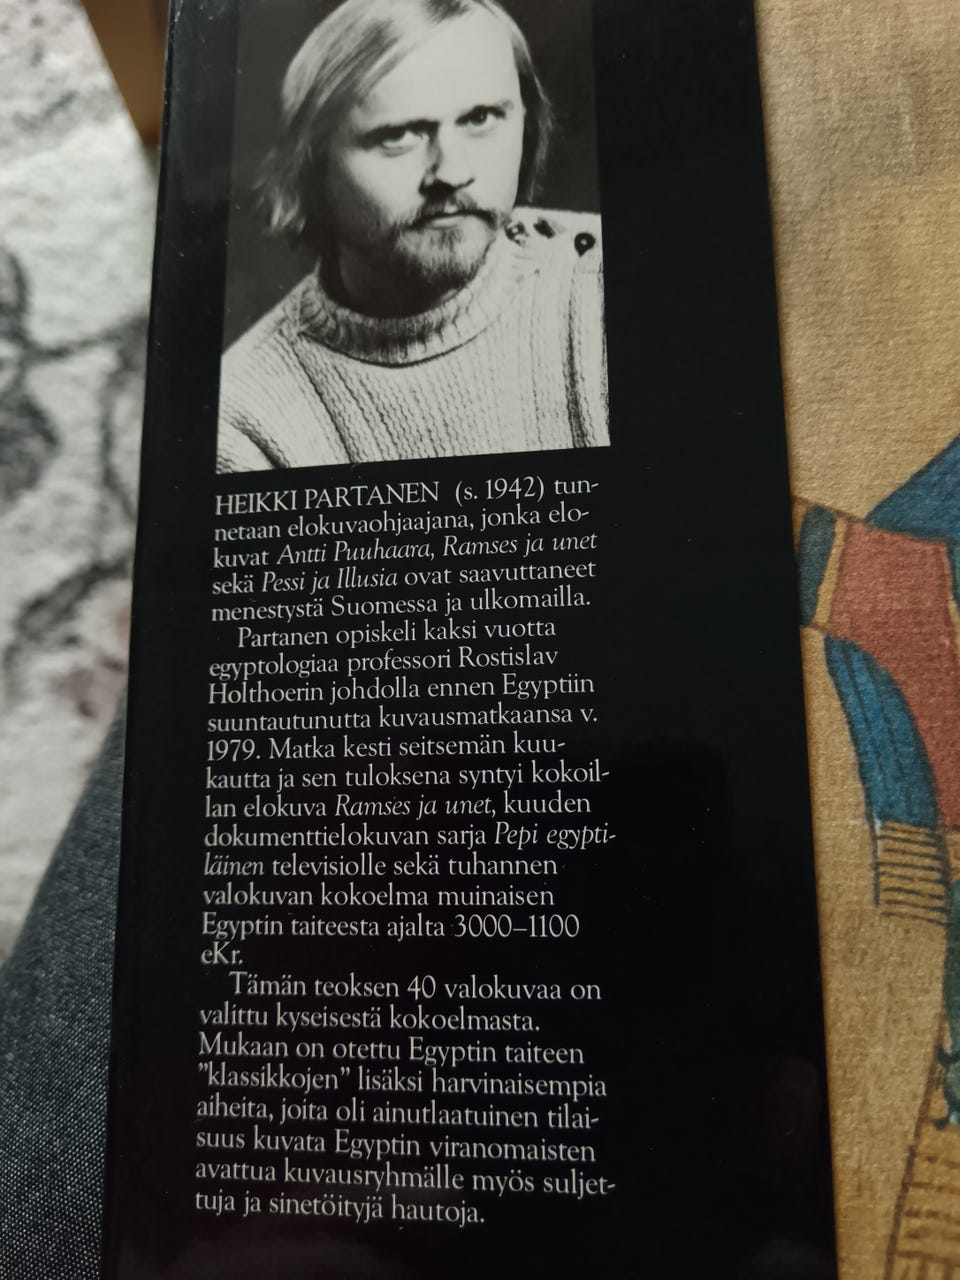 HEIKKI PARTANEN (s. 1942) tun-
netaan elokuvaohjaajana, jonka elo-
kuvat Antti Puuhaara, Ramses ja unet
sekä Pessi ja Illusia ovat saavuttaneet
menestystä Suomessa ja ulkomailla.
Partanen opiskeli kaksi vuotta
egyptologiaa professori Rostislav
Holthoerin johdolla ennen Egyptiin
suuntautunutta kuvausmatkaansa v.
1979. Matka kesti seitsemän kuu-
kautta ja sen tuloksena syntyi kokoil-
lan elokuva Ramses ja unet, kuuden
dokumenttielokuvan sarja Pepi egypti-
läinen televisiolle sekä tuhannen
valokuvan kokoelma muinaisen
Egyptin taiteesta ajalta 3000–1100
eKr.
Tämän teoksen 40 valokuvaa on
valittu kyseisestä kokoelmasta.
Mukaan on otettu Egyptin taiteen
”klassikkojen” lisäksi harvinaisempia
aiheita, joita oli ainutlaatuinen tilai-
suus kuvata Egyptin viranomaisten
avattua kuvausryhmälle myös suljet-
tuja ja sinetöityjä hautoja.